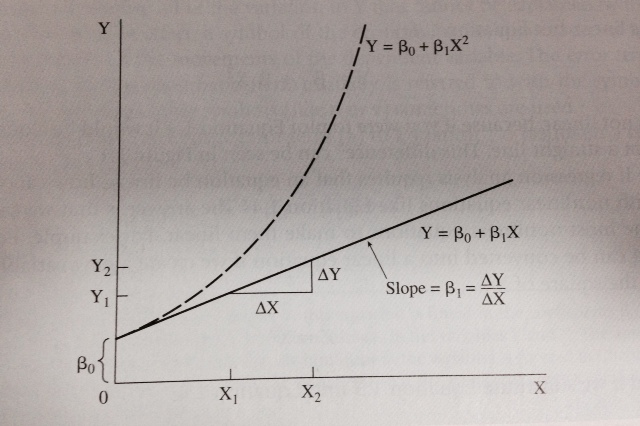 Y
Y = β₀ + β₁X²
Y = β₀ + β₁X
Y₂
ΔY
Y₁
Slope = β₁ = ΔY/ΔX
ΔX
β₀
0
X₁
X₂
X